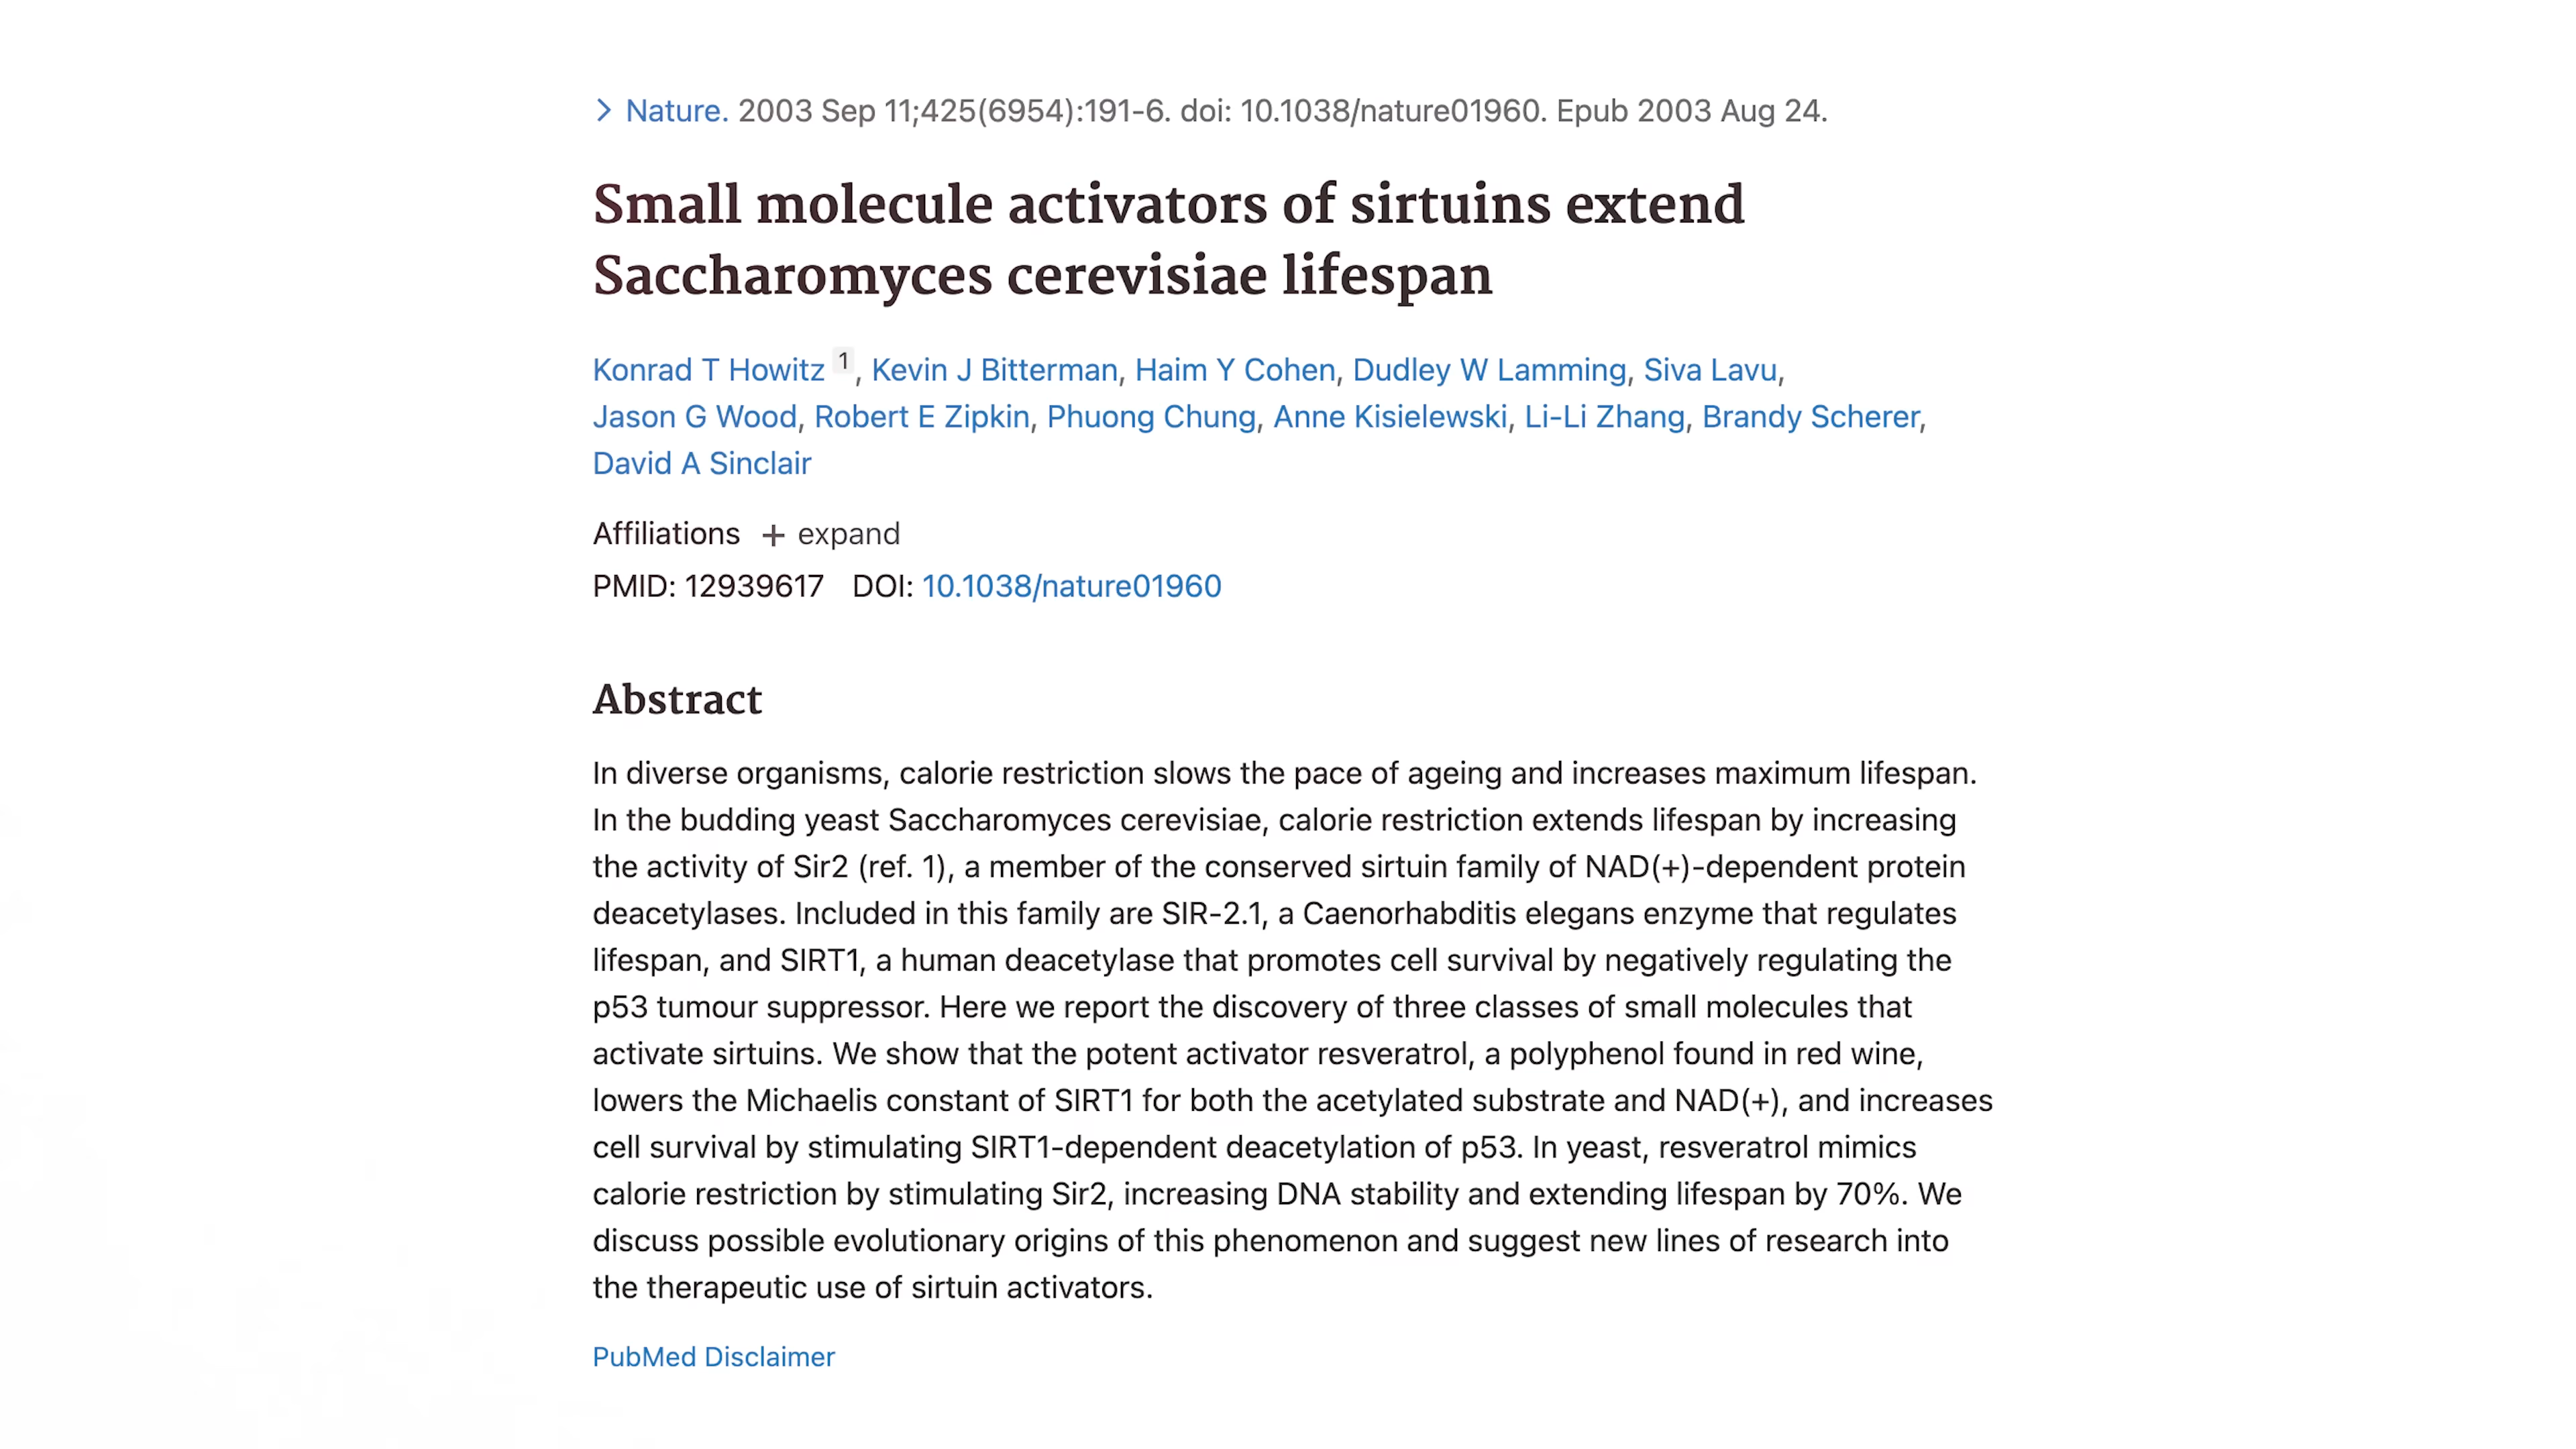 > Nature. 2003 Sep 11;425(6954):191-6. doi: 10.1038/nature01960. Epub 2003 Aug 24.
Small molecule activators of sirtuins extend
Saccharomyces cerevisiae lifespan
Konrad T Howitz 1, Kevin J Bitterman, Haim Y Cohen, Dudley W Lamming, Siva Lavu,
Jason G Wood, Robert E Zipkin, Phuong Chung, Anne Kisielewski, Li-Li Zhang, Brandy Scherer,
David A Sinclair
Affiliations + expand
PMID: 12939617 DOI: 10.1038/nature01960
Abstract
In diverse organisms, calorie restriction slows the pace of ageing and increases maximum lifespan.
In the budding yeast Saccharomyces cerevisiae, calorie restriction extends lifespan by increasing
the activity of Sir2 (ref. 1), a member of the conserved sirtuin family of NAD(+)-dependent protein
deacetylases. Included in this family are SIR-2.1, a Caenorhabditis elegans enzyme that regulates
lifespan, and SIRT1, a human deacetylase that promotes cell survival by negatively regulating the
p53 tumour suppressor. Here we report the discovery of three classes of small molecules that
activate sirtuins. We show that the potent activator resveratrol, a polyphenol found in red wine,
lowers the Michaelis constant of SIRT1 for both the acetylated substrate and NAD(+), and increases
cell survival by stimulating SIRT1-dependent deacetylation of p53. In yeast, resveratrol mimics
calorie restriction by stimulating Sir2, increasing DNA stability and extending lifespan by 70%. We
discuss possible evolutionary origins of this phenomenon and suggest new lines of research into
the therapeutic use of sirtuin activators.
PubMed Disclaimer